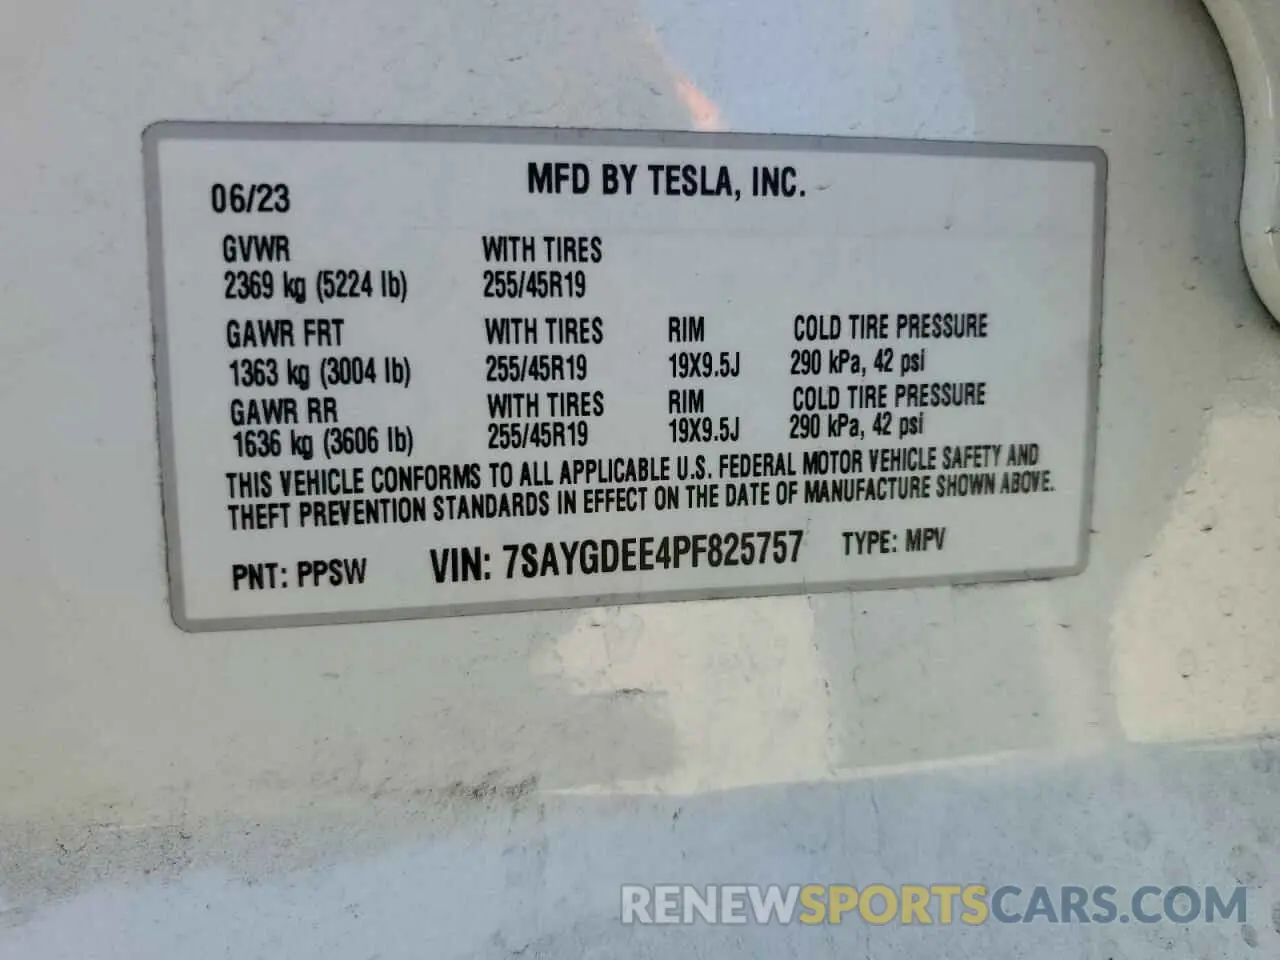 MFD BY TESLA, INC.
06/23
GVWR WITH TIRES
2369 kg (5224 lb) 255/45R19
GAWR FRT WITH TIRES RIM COLD TIRE PRESSURE
1363 kg (3004 lb) 255/45R19 19X9.5J 290 kPa, 42 psi
GAWR RR WITH TIRES RIM COLD TIRE PRESSURE
1636 kg (3606 lb) 255/45R19 19X9.5J 290 kPa, 42 psi
THIS VEHICLE CONFORMS TO ALL APPLICABLE U.S. FEDERAL MOTOR VEHICLE SAFETY AND
THEFT PREVENTION STANDARDS IN EFFECT ON THE DATE OF MANUFACTURE SHOWN ABOVE.
PNT: PPSW VIN: 7SAYGDEE4PF825757 TYPE: MPV
RENEWSPORTSCARS.COM